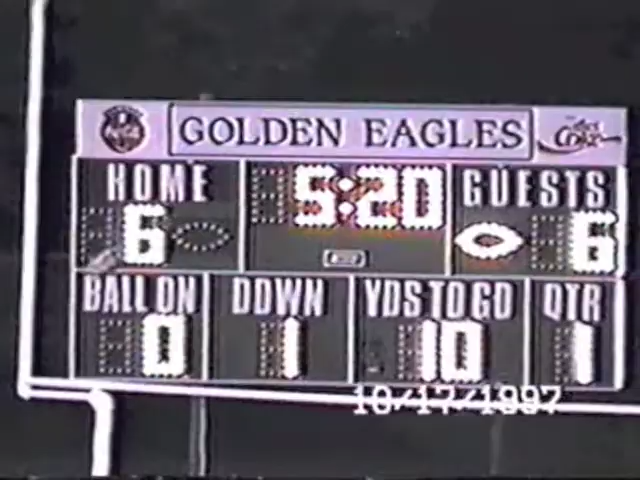 GOLDEN EAGLES
Coke
HOME 5:20 GUESTS
6 6
BALL ON DOWN YDS TO GO QTR
0 1 10 1
10/17/1997